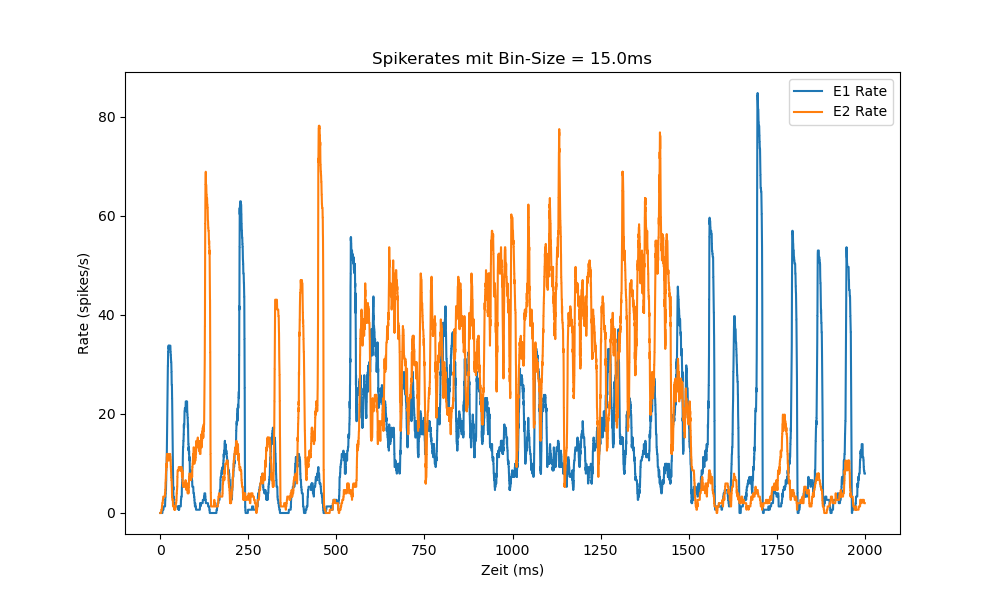 Spikerates mit Bin-Size = 15.0ms
E1 Rate
E2 Rate
80
60
40
20
0
Rate (spikes/s)
0 250 500 750 1000 1250 1500 1750 2000
Zeit (ms)